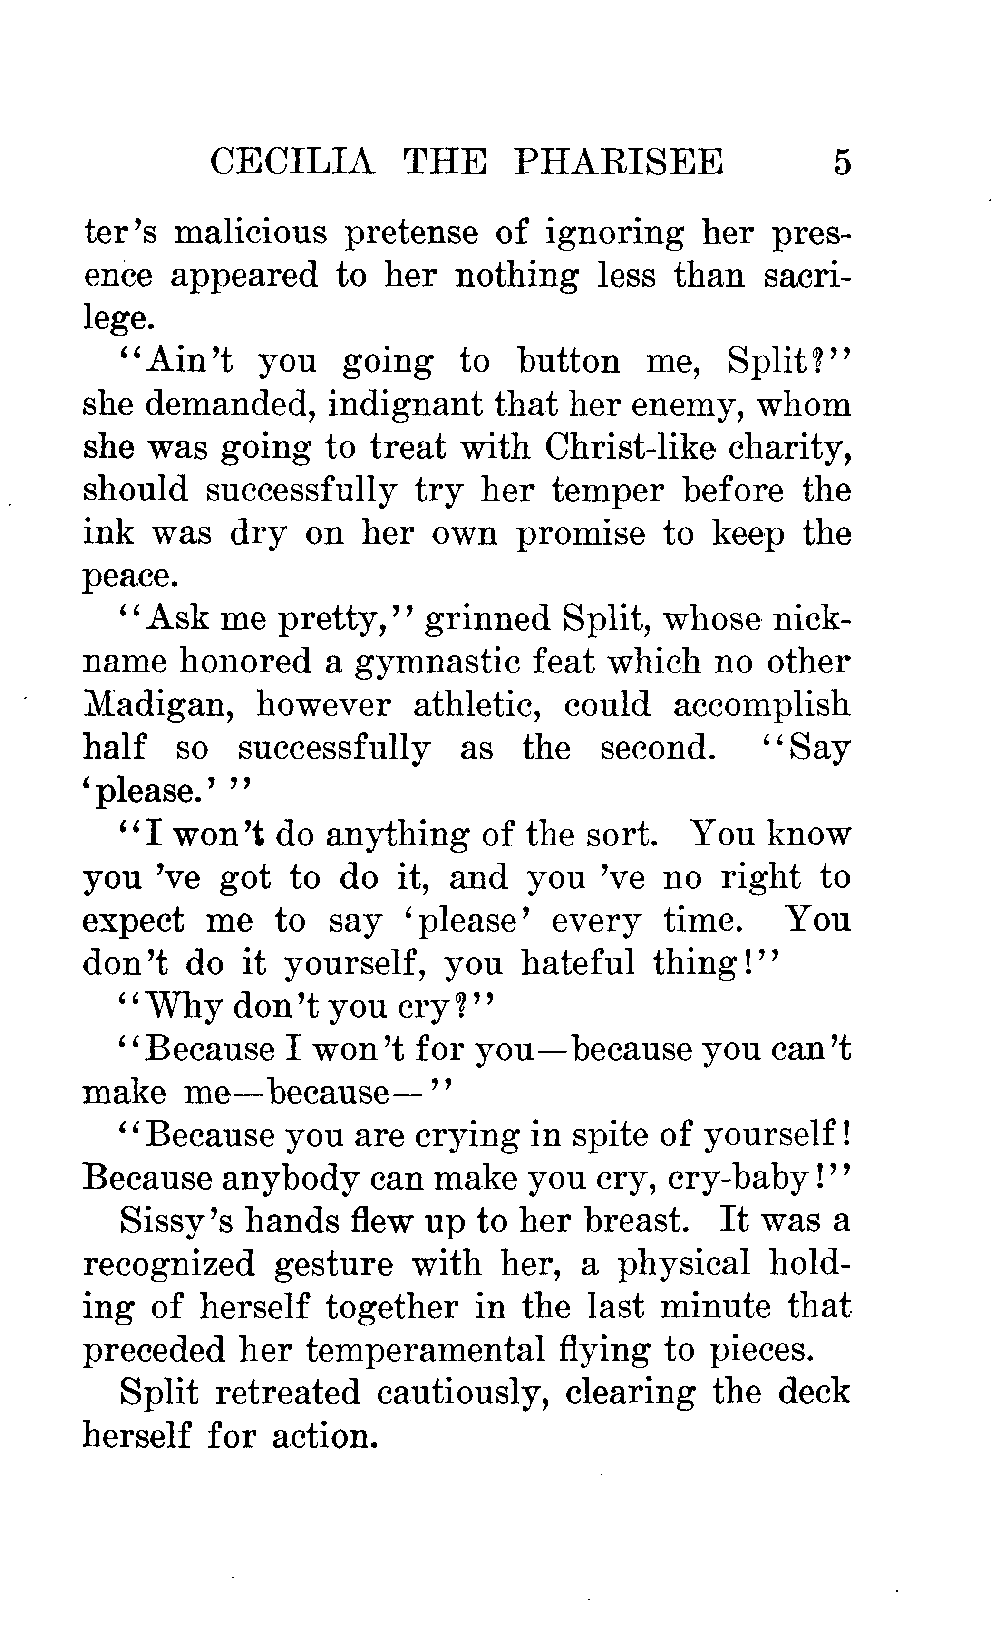 CECILIA THE PHARISEE 5
ter's malicious pretense of ignoring her pres-
ence appeared to her nothing less than sacri-
lege.
"Ain't you going to button me, Split?"
she demanded, indignant that her enemy, whom
she was going to treat with Christ-like charity,
should successfully try her temper before the
ink was dry on her own promise to keep the
peace.
"Ask me pretty," grinned Split, whose nick-
name honored a gymnastic feat which no other
Madigan, however athletic, could accomplish
half so successfully as the second. "Say
'please.' "
"I won't do anything of the sort. You know
you 've got to do it, and you 've no right to
expect me to say 'please' every time. You
don't do it yourself, you hateful thing!"
"Why don't you cry?"
"Because I won't for you—because you can't
make me—because—"
"Because you are crying in spite of yourself!
Because anybody can make you cry, cry-baby!"
Sissy's hands flew up to her breast. It was a
recognized gesture with her, a physical hold-
ing of herself together in the last minute that
preceded her temperamental flying to pieces.
Split retreated cautiously, clearing the deck
herself for action.